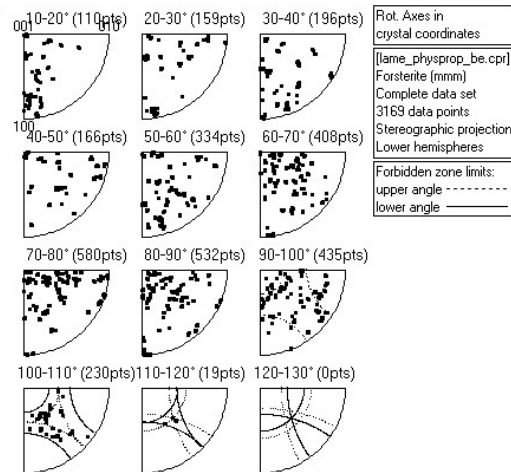 10-20° (110pts)
20-30° (159pts)
30-40° (196pts)
001
010
100
40-50° (166pts)
50-60° (334pts)
60-70° (408pts)
70-80° (580pts)
80-90° (532pts)
90-100° (435pts)
100-110° (230pts)
110-120° (19pts)
120-130° (0pts)
Rot. Axes in
crystal coordinates
[lame_physprop_be.cpr]
Forsterite (mmm)
Complete data set
3169 data points
Stereographic projection
Lower hemispheres
Forbidden zone limits:
upper angle
lower angle